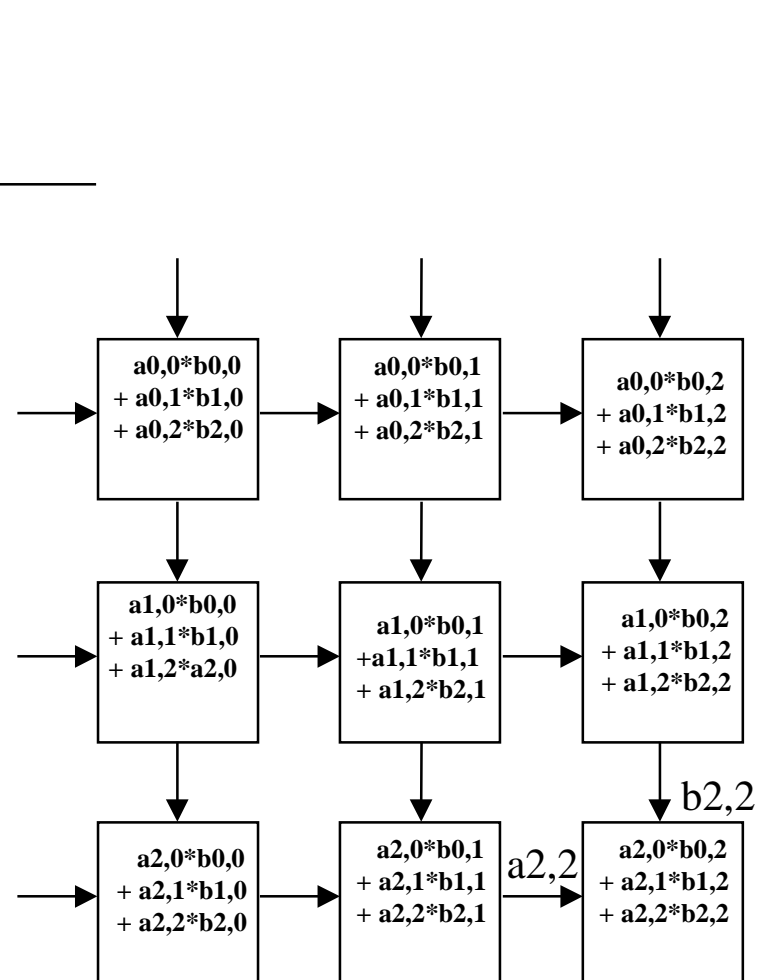 a0,0*b0,0
+ a0,1*b1,0
+ a0,2*b2,0
a0,0*b0,1
+ a0,1*b1,1
+ a0,2*b2,1
a0,0*b0,2
+ a0,1*b1,2
+ a0,2*b2,2
a1,0*b0,0
+ a1,1*b1,0
+ a1,2*a2,0
a1,0*b0,1
+a1,1*b1,1
+ a1,2*b2,1
a1,0*b0,2
+ a1,1*b1,2
+ a1,2*b2,2
b2,2
a2,0*b0,0
+ a2,1*b1,0
+ a2,2*b2,0
a2,0*b0,1
+ a2,1*b1,1
+ a2,2*b2,1
a2,2
a2,0*b0,2
+ a2,1*b1,2
+ a2,2*b2,2